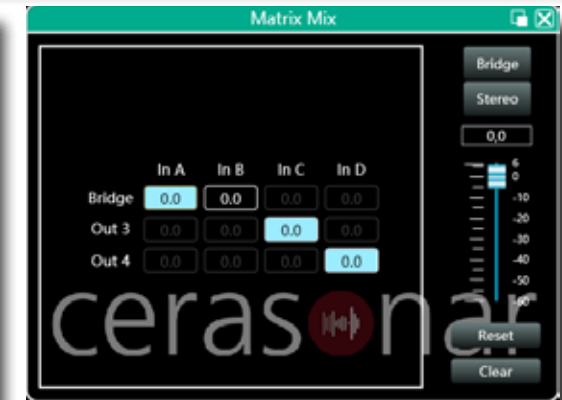 Matrix Mix
Bridge
Stereo
0,0
In A In B In C In D
Bridge 0.0 0.0 0.0 0.0
Out 3 0.0 0.0 0.0 0.0
Out 4 0.0 0.0 0.0 0.0
6
0
-10
-20
-30
-40
-50
-60
cerasonar
Reset
Clear